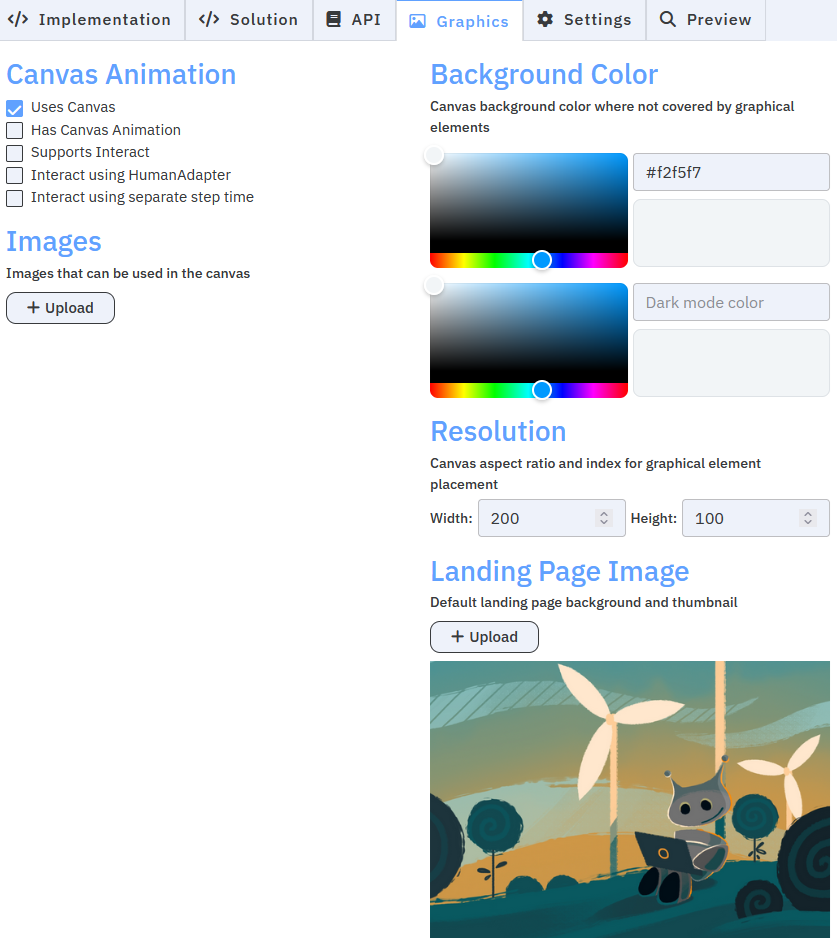 Implementation
Solution
API
Graphics
Settings
Preview
Canvas Animation
Uses Canvas
Has Canvas Animation
Supports Interact
Interact using HumanAdapter
Interact using separate step time
Images
Images that can be used in the canvas
+ Upload
Background Color
Canvas background color where not covered by graphical
elements
#f2f5f7
Dark mode color
Resolution
Canvas aspect ratio and index for graphical element
placement
Width: 200 Height: 100
Landing Page Image
Default landing page background and thumbnail
+ Upload